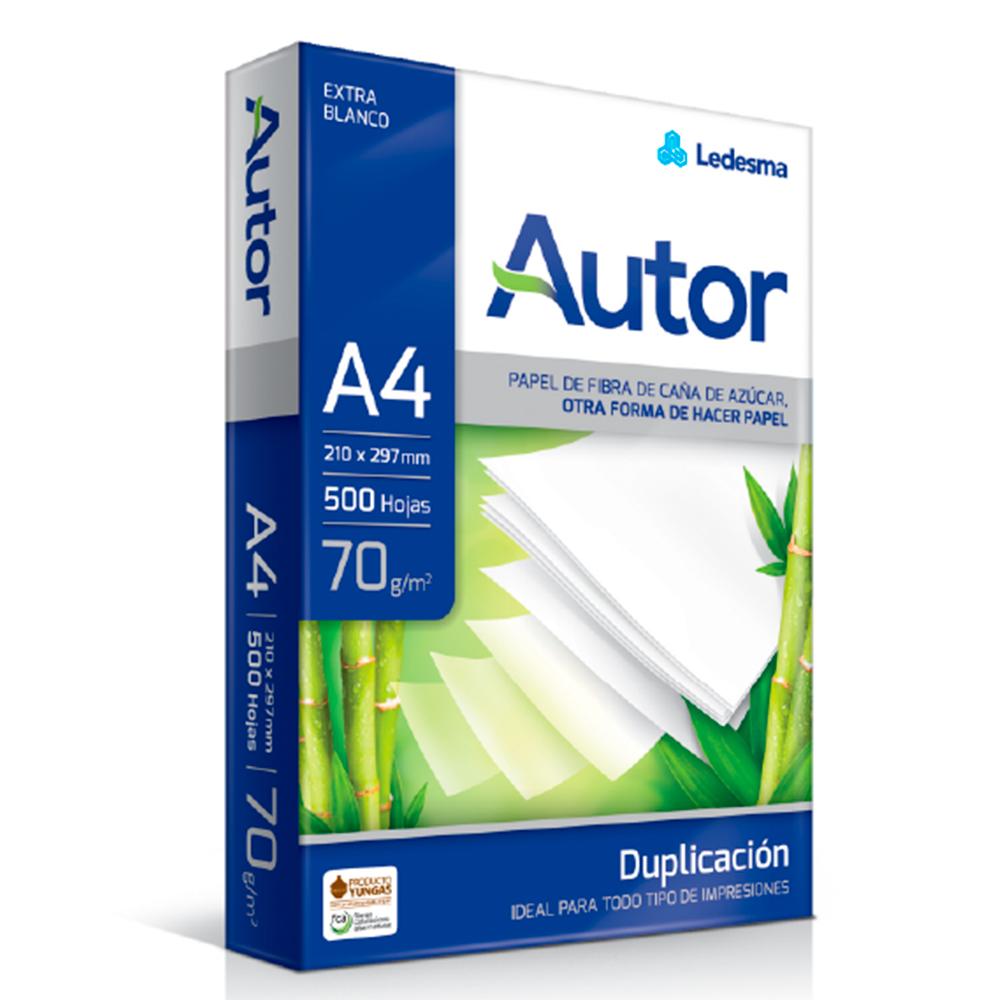 EXTRA
BLANCO
Ledesma
Autor
PAPEL DE FIBRA DE CAÑA DE AZÚCAR,
OTRA FORMA DE HACER PAPEL
A4
210 x 297mm
500 Hojas
70 g/m²
Duplicación
IDEAL PARA TODO TIPO DE IMPRESIONES
PRODUCTO
YUNGAS
Autor
A4 | 210 x 297mm
500 Hojas | 70 g/m²